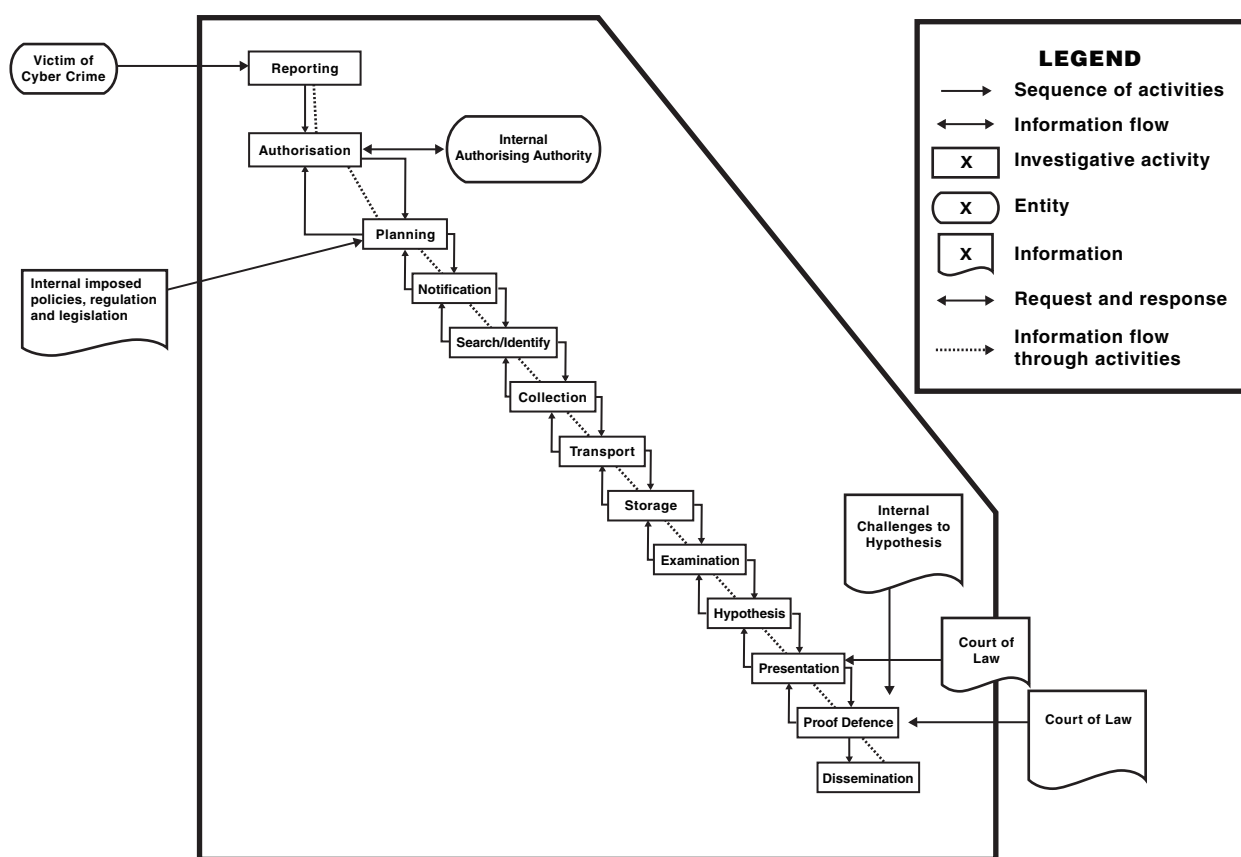 Victim of
Cyber Crime
Reporting
Authorisation
Internal
Authorising Authority
Planning
Internal imposed
policies, regulation
and legislation
Notification
Search/Identify
Collection
Transport
Storage
Examination
Hypothesis
Presentation
Proof Defence
Dissemination
Internal
Challenges to
Hypothesis
Court of
Law
Court of Law
LEGEND
Sequence of activities
Information flow
X Investigative activity
X Entity
X Information
Request and response
Information flow
through activities